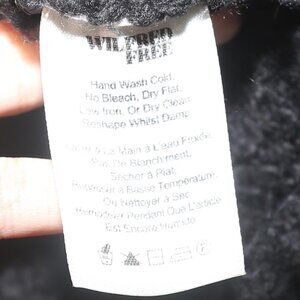 WILFRED
FREE
Hand Wash Cold.
No Bleach, Dry Flat.
Low Iron, Or Dry Clean.
Reshape Whilst Damp.
Laver à La Main à L'eau Froide.
Pas De Blanchiment,
Sécher à Plat,
Repasser à Basse Température,
Ou Nettoyer à Sec.
Remodeler Pendant Que L'article
Est Encore Humide